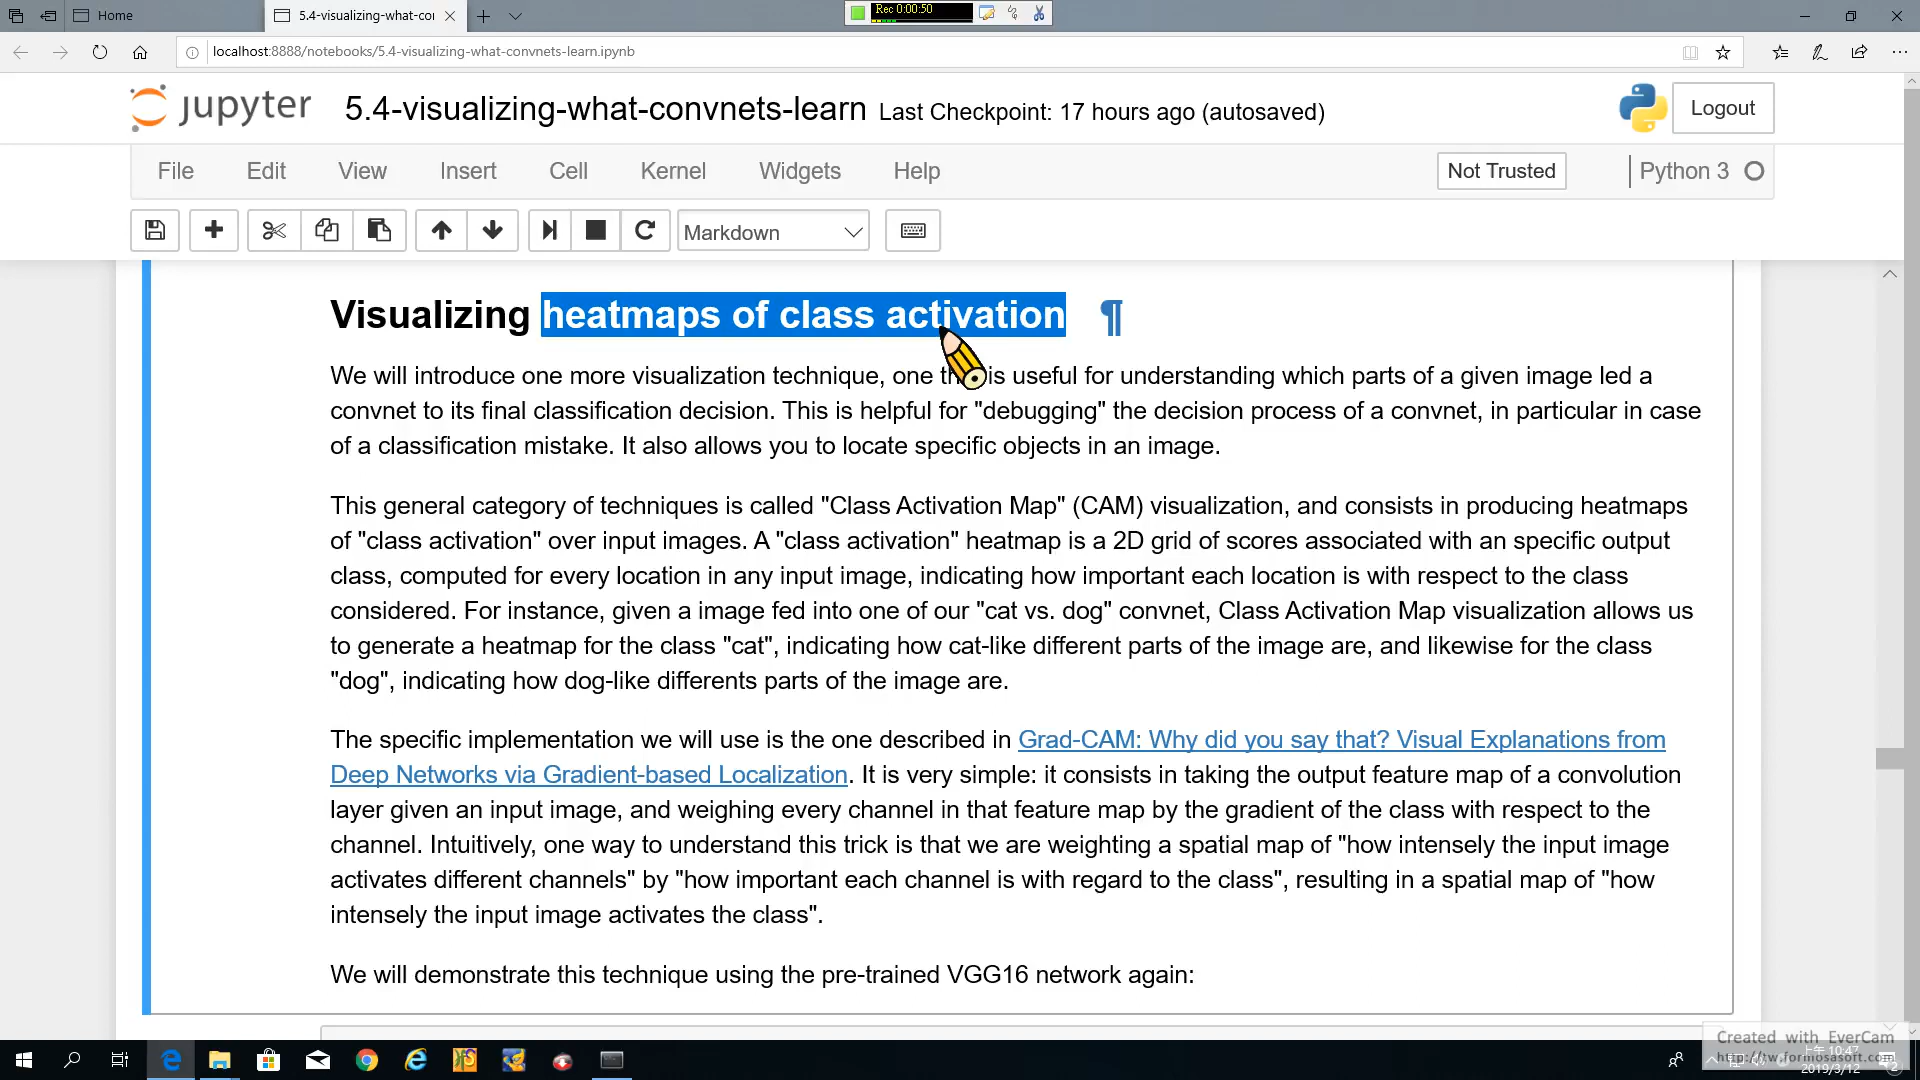 Home
5.4-visualizing-what-con
Rec 0:00:50
localhost:8888/notebooks/5.4-visualizing-what-convnets-learn.ipynb
jupyter 5.4-visualizing-what-convnets-learn Last Checkpoint: 17 hours ago (autosaved)
Logout
File Edit View Insert Cell Kernel Widgets Help
Not Trusted
Python 3
Markdown
Visualizing heatmaps of class activation ¶
We will introduce one more visualization technique, one th is useful for understanding which parts of a given image led a
convnet to its final classification decision. This is helpful for "debugging" the decision process of a convnet, in particular in case
of a classification mistake. It also allows you to locate specific objects in an image.
This general category of techniques is called "Class Activation Map" (CAM) visualization, and consists in producing heatmaps
of "class activation" over input images. A "class activation" heatmap is a 2D grid of scores associated with an specific output
class, computed for every location in any input image, indicating how important each location is with respect to the class
considered. For instance, given a image fed into one of our "cat vs. dog" convnet, Class Activation Map visualization allows us
to generate a heatmap for the class "cat", indicating how cat-like different parts of the image are, and likewise for the class
"dog", indicating how dog-like differents parts of the image are.
The specific implementation we will use is the one described in Grad-CAM: Why did you say that? Visual Explanations from
Deep Networks via Gradient-based Localization. It is very simple: it consists in taking the output feature map of a convolution
layer given an input image, and weighing every channel in that feature map by the gradient of the class with respect to the
channel. Intuitively, one way to understand this trick is that we are weighting a spatial map of "how intensely the input image
activates different channels" by "how important each channel is with regard to the class", resulting in a spatial map of "how
intensely the input image activates the class".
We will demonstrate this technique using the pre-trained VGG16 network again:
Created with EverCam
http://tw.formosasoft.com
上午 10:47
2019/3/12